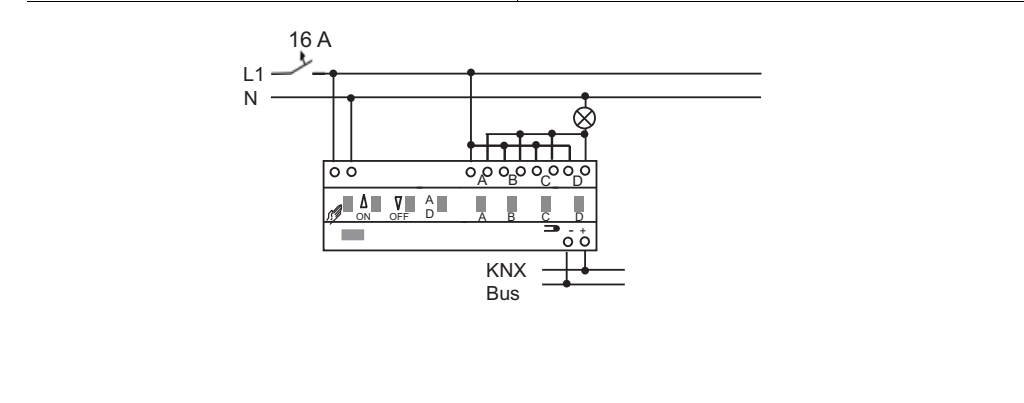 16 A
L1
N
A B C D
A
ON OFF D A B C D
- +
KNX
Bus